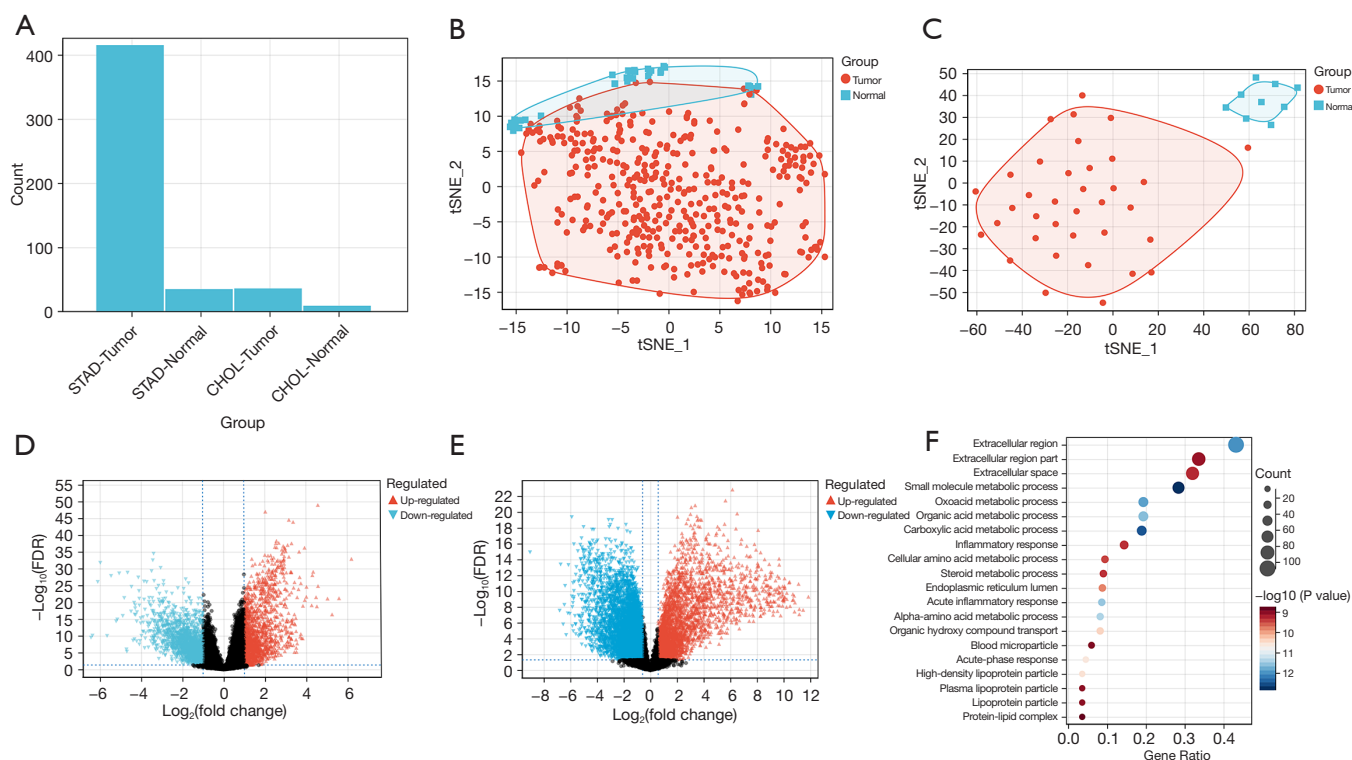 A
400
300
200
100
0
Count
STAD-Tumor
STAD-Normal
CHOL-Tumor
CHOL-Normal
Group
B
15
10
5
0
−5
−10
−15
tSNE_2
−15 −10 −5 0 5 10 15
tSNE_1
Group
Tumor
Normal
C
50
40
30
20
10
0
−10
−20
−30
−40
−50
tSNE_2
−60 −40 −20 0 20 40 60 80
tSNE_1
Group
Tumor
Norma
D
55
50
45
40
35
30
25
20
15
10
5
0
−Log10(FDR)
−6 −4 −2 0 2 4 6
Log2(fold change)
Regulated
Up-regulated
Down-regulated
E
22
20
18
16
14
12
10
8
6
4
2
0
−Log10(FDR)
−8 −6 −4 −2 0 2 4 6 8 10 12
Log2(fold change)
Regulated
Up-regulated
Down-regulated
F
Extracellular region
Extracellular region part
Extracellular space
Small molecule metabolic process
Oxoacid metabolic process
Organic acid metabolic process
Carboxylic acid metabolic process
Inflammatory response
Cellular amino acid metabolic process
Steroid metabolic process
Endoplasmic reticulum lumen
Acute inflammatory response
Alpha-amino acid metabolic process
Organic hydroxy compound transport
Blood microparticle
Acute-phase response
High-density lipoprotein particle
Plasma lipoprotein particle
Lipoprotein particle
Protein-lipid complex
0.0 0.1 0.2 0.3 0.4
Gene Ratio
Count
20
40
60
80
100
−log10 (P value)
9
10
11
12